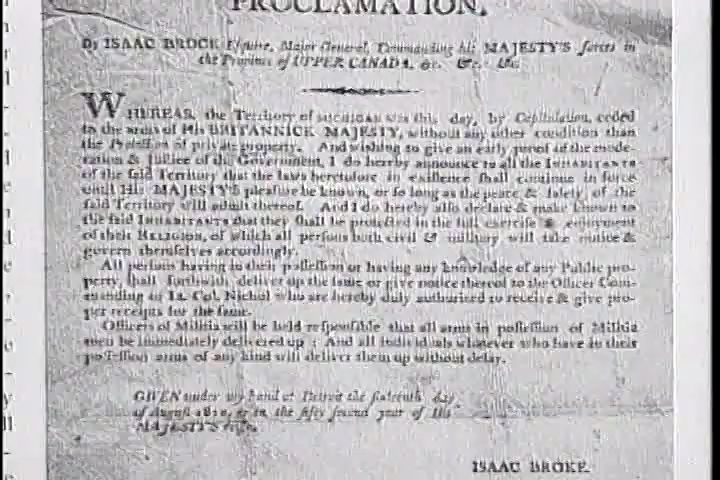 PROCLAMATION.
By ISAAC BROCK Esquire, Major General, Commanding his MAJESTY'S forces in
the Province of UPPER CANADA, &c. &c. &c.
WHEREAS, the Territory of MICHIGAN was this day, by Capitulation, ceded
to the arms of His BRITANNICK MAJESTY, without any other condition than
the Protection of private property. And wishing to give an early proof of the mode-
ration & Justice of the Government, I do hereby announce to all the INHABITANTS
of the said Territory that the laws heretofore in existence shall continue in force
until His MAJESTY'S pleasure be known, or so long as the peace & safety of the
said Territory will admit thereof. And I do hereby also declare & make known to
the said INHABITANTS that they shall be protected in the full exercise & enjoyment
of their RELIGION, of which all persons both civil & military will take notice &
govern themselves accordingly.
All persons having in their possession or having any knowledge of any Public pro-
perty, shall forthwith deliver up the same or give notice thereof to the Officer Com-
manding or Lt. Col. Nichol who are hereby duly authorised to receive & give pro-
per receipts for the same.
Officers of Militia will be held responsible that all arms in possession of Militia
men be immediately delivered up : And all individuals whatever who have in their
possession arms of any kind will deliver them up without delay.
GIVEN under my hand at Detroit the sixteenth day
of August in the fifty second year of His
MAJESTY'S
ISAAC BROKE.